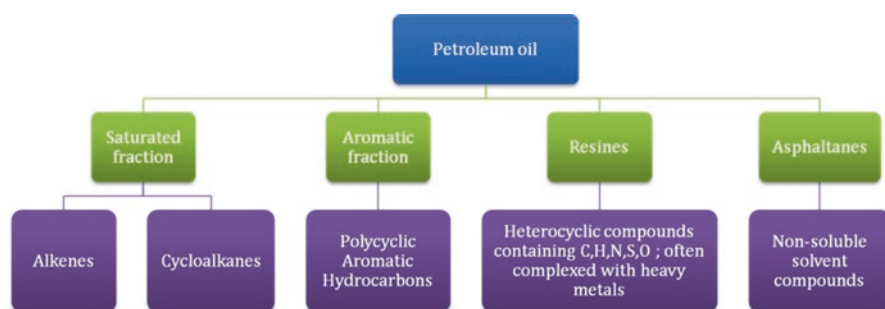 Petroleum oil
Saturated
fraction
Aromatic
fraction
Resines
Asphaltanes
Alkenes
Cycloalkanes
Polycyclic
Aromatic
Hydrocarbons
Heterocyclic compounds
containing C,H,N,S,O ; often
complexed with heavy
metals
Non-soluble
solvent
compounds